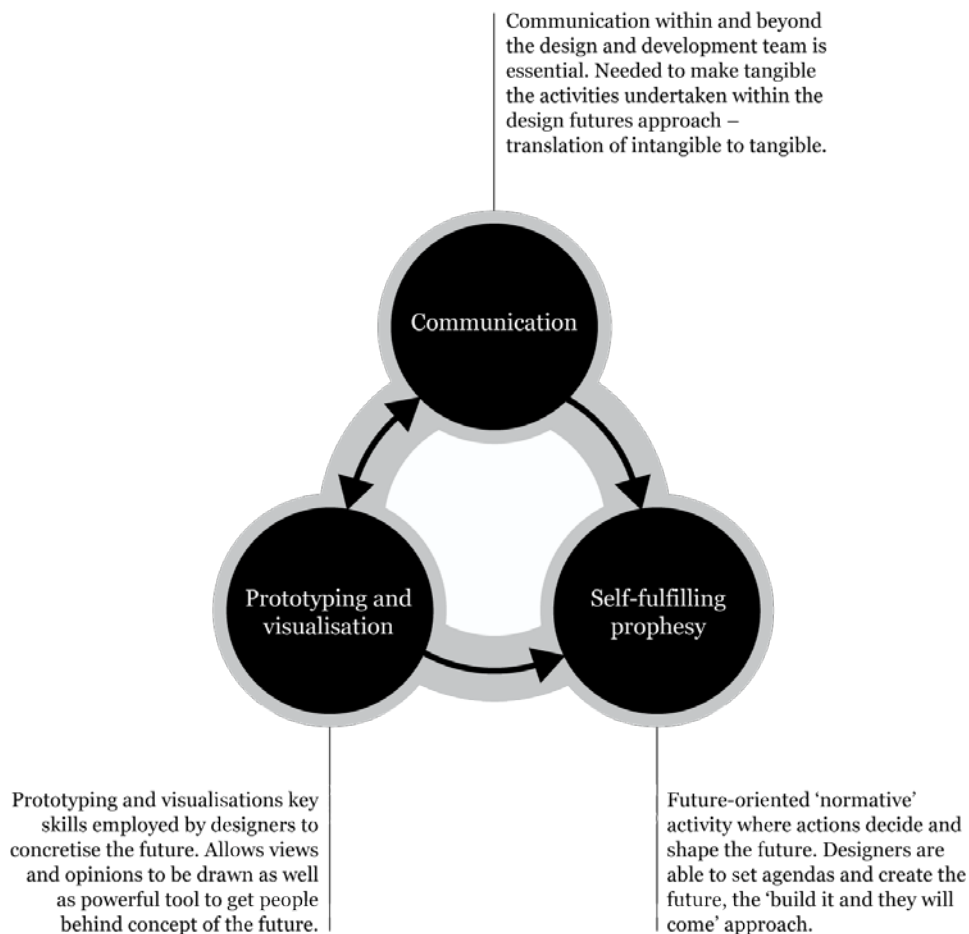 Communication within and beyond
the design and development team is
essential. Needed to make tangible
the activities undertaken within the
design futures approach –
translation of intangible to tangible.
Communication
Prototyping and
visualisation
Self-fulfilling
prophesy
Prototyping and visualisations key
skills employed by designers to
concretise the future. Allows views
and opinions to be drawn as well
as powerful tool to get people
behind concept of the future.
Future-oriented ‘normative’
activity where actions decide and
shape the future. Designers are
able to set agendas and create the
future, the ‘build it and they will
come’ approach.